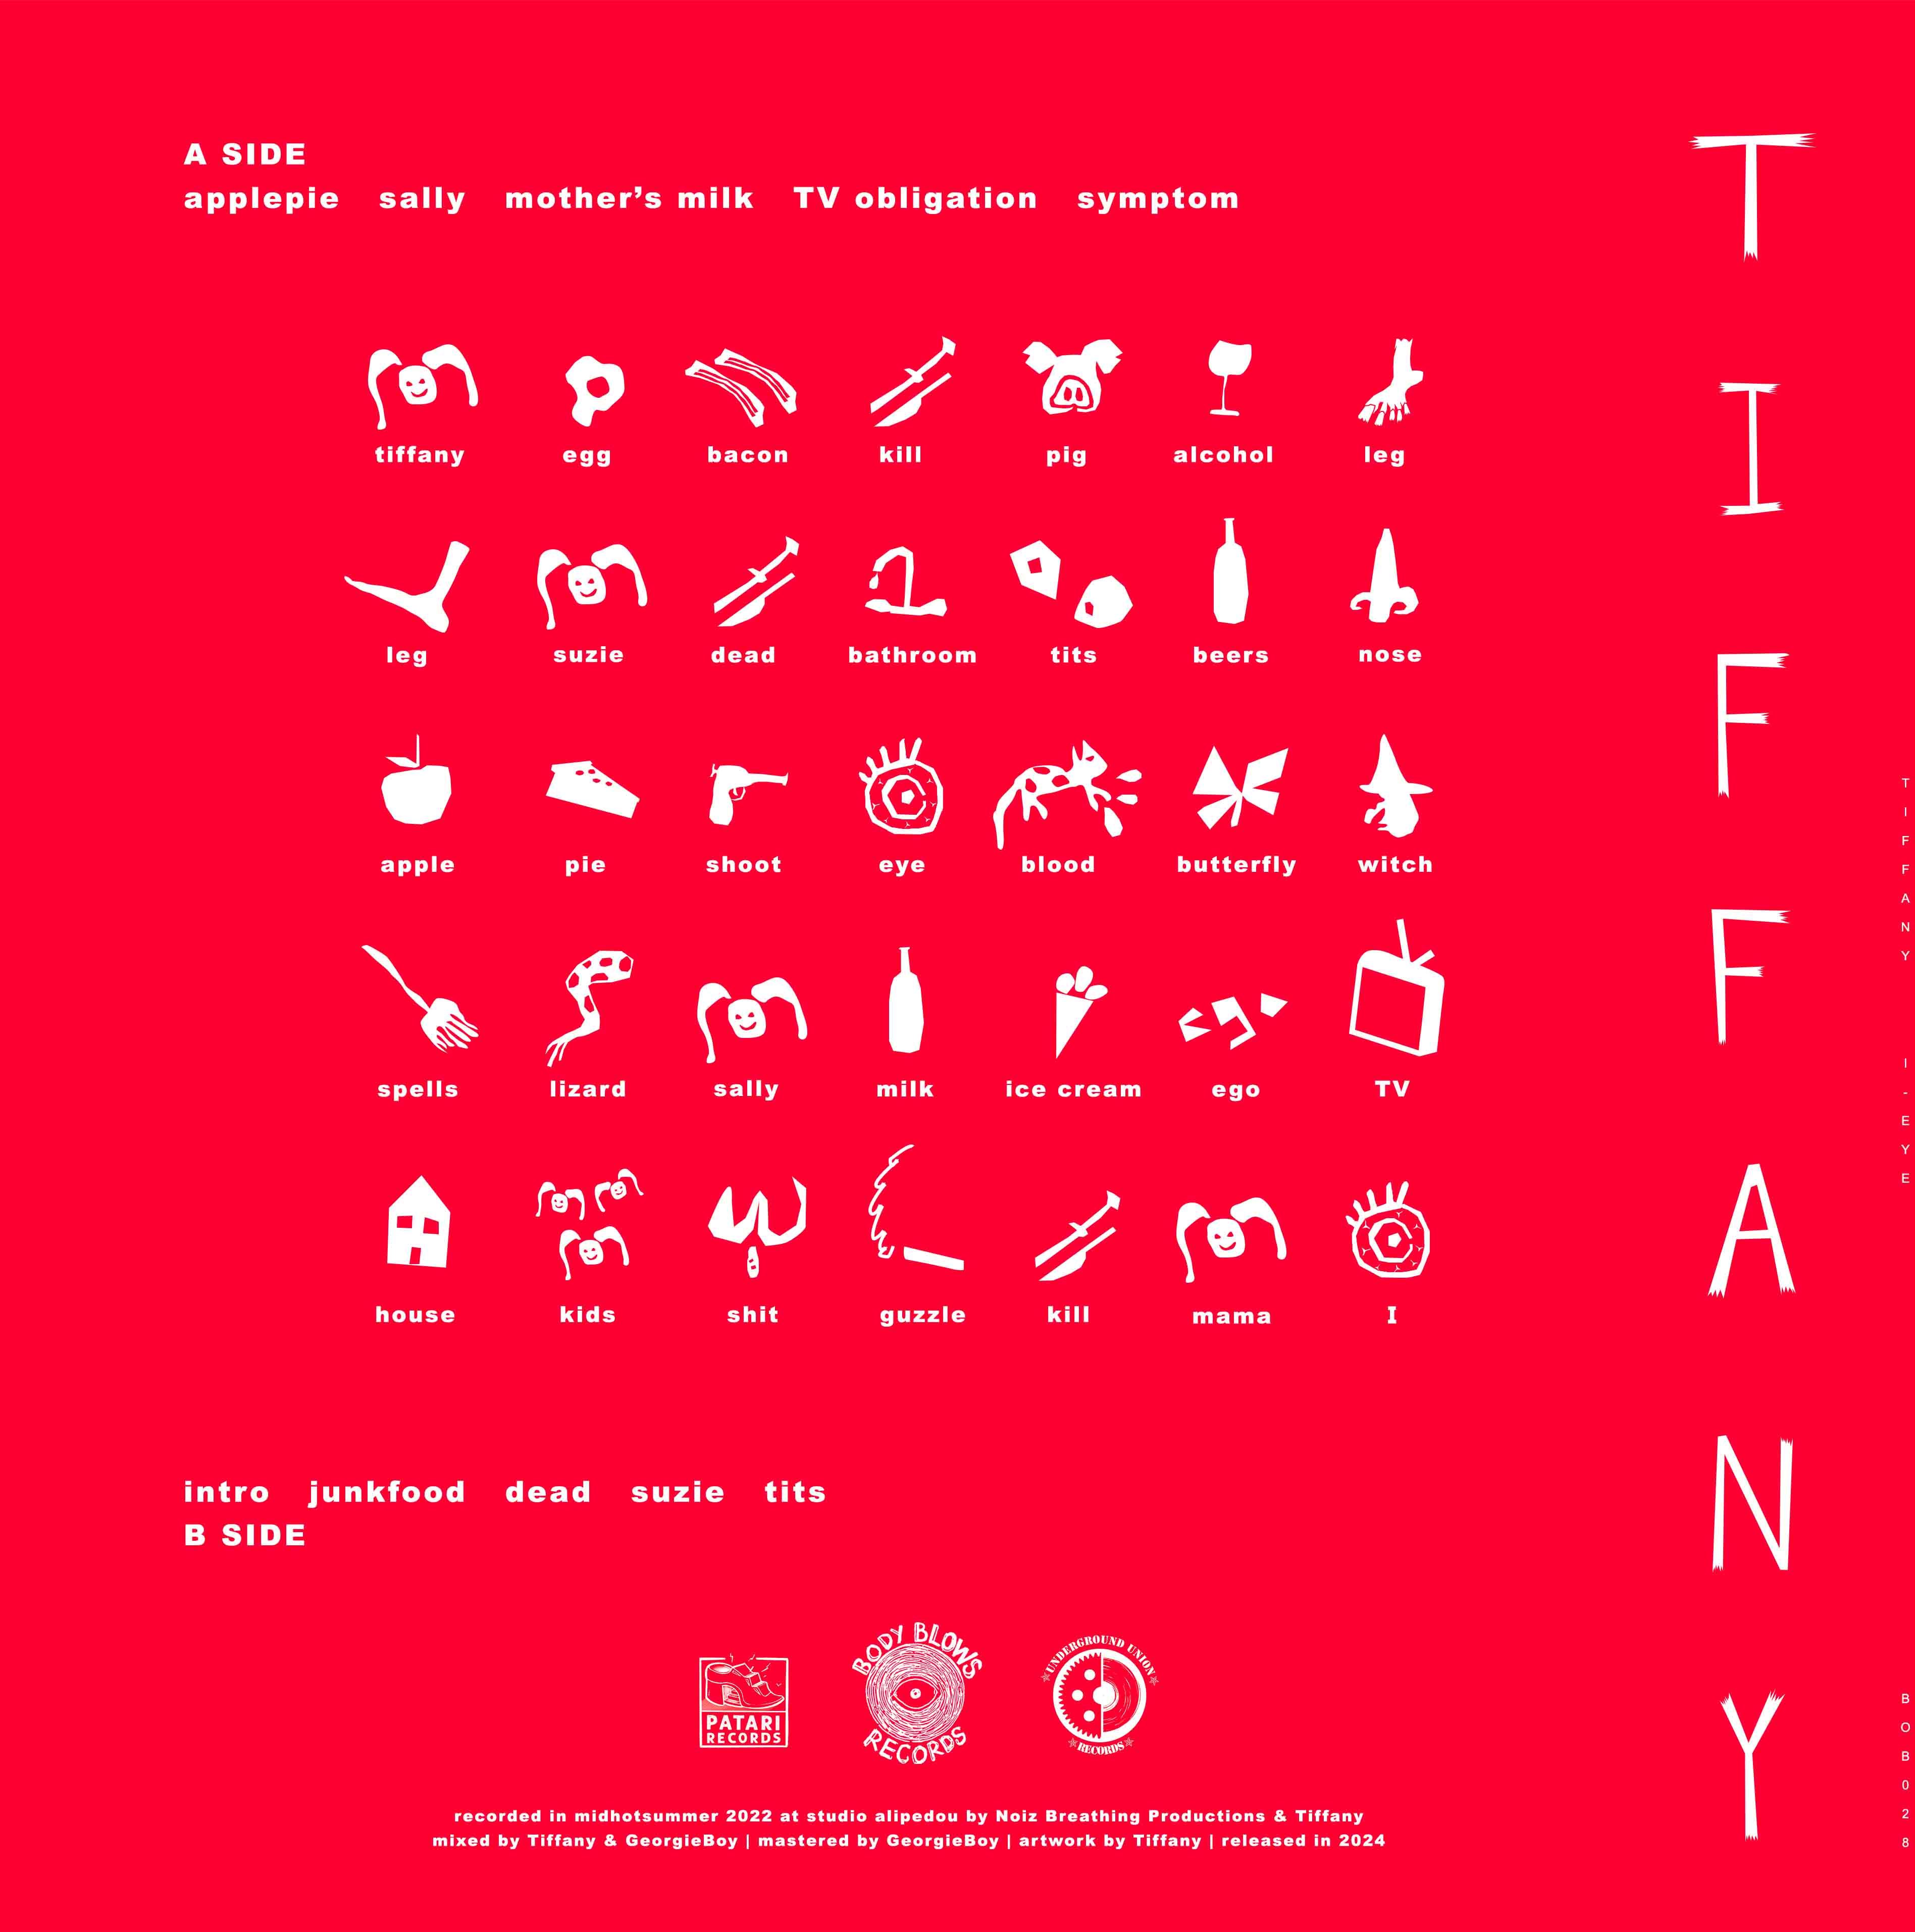 A SIDE
applepie sally mother's milk TV obligation symptom
tiffany egg bacon kill pig alcohol leg
leg suzie dead bathroom tits beers nose
apple pie shoot eye blood butterfly witch
spells lizard sally milk ice cream ego TV
house kids shit guzzle kill mama I
intro junkfood dead suzie tits
B SIDE
PATARI
RECORDS
BODY BLOWS
RECORDS
UNDERGROUND UNION
RECORDS
recorded in midhotsummer 2022 at studio alipedou by Noiz Breathing Productions & Tiffany
mixed by Tiffany & GeorgieBoy | mastered by GeorgieBoy | artwork by Tiffany | released in 2024
TIFFANY
TIFFANY I-EYE BOB028